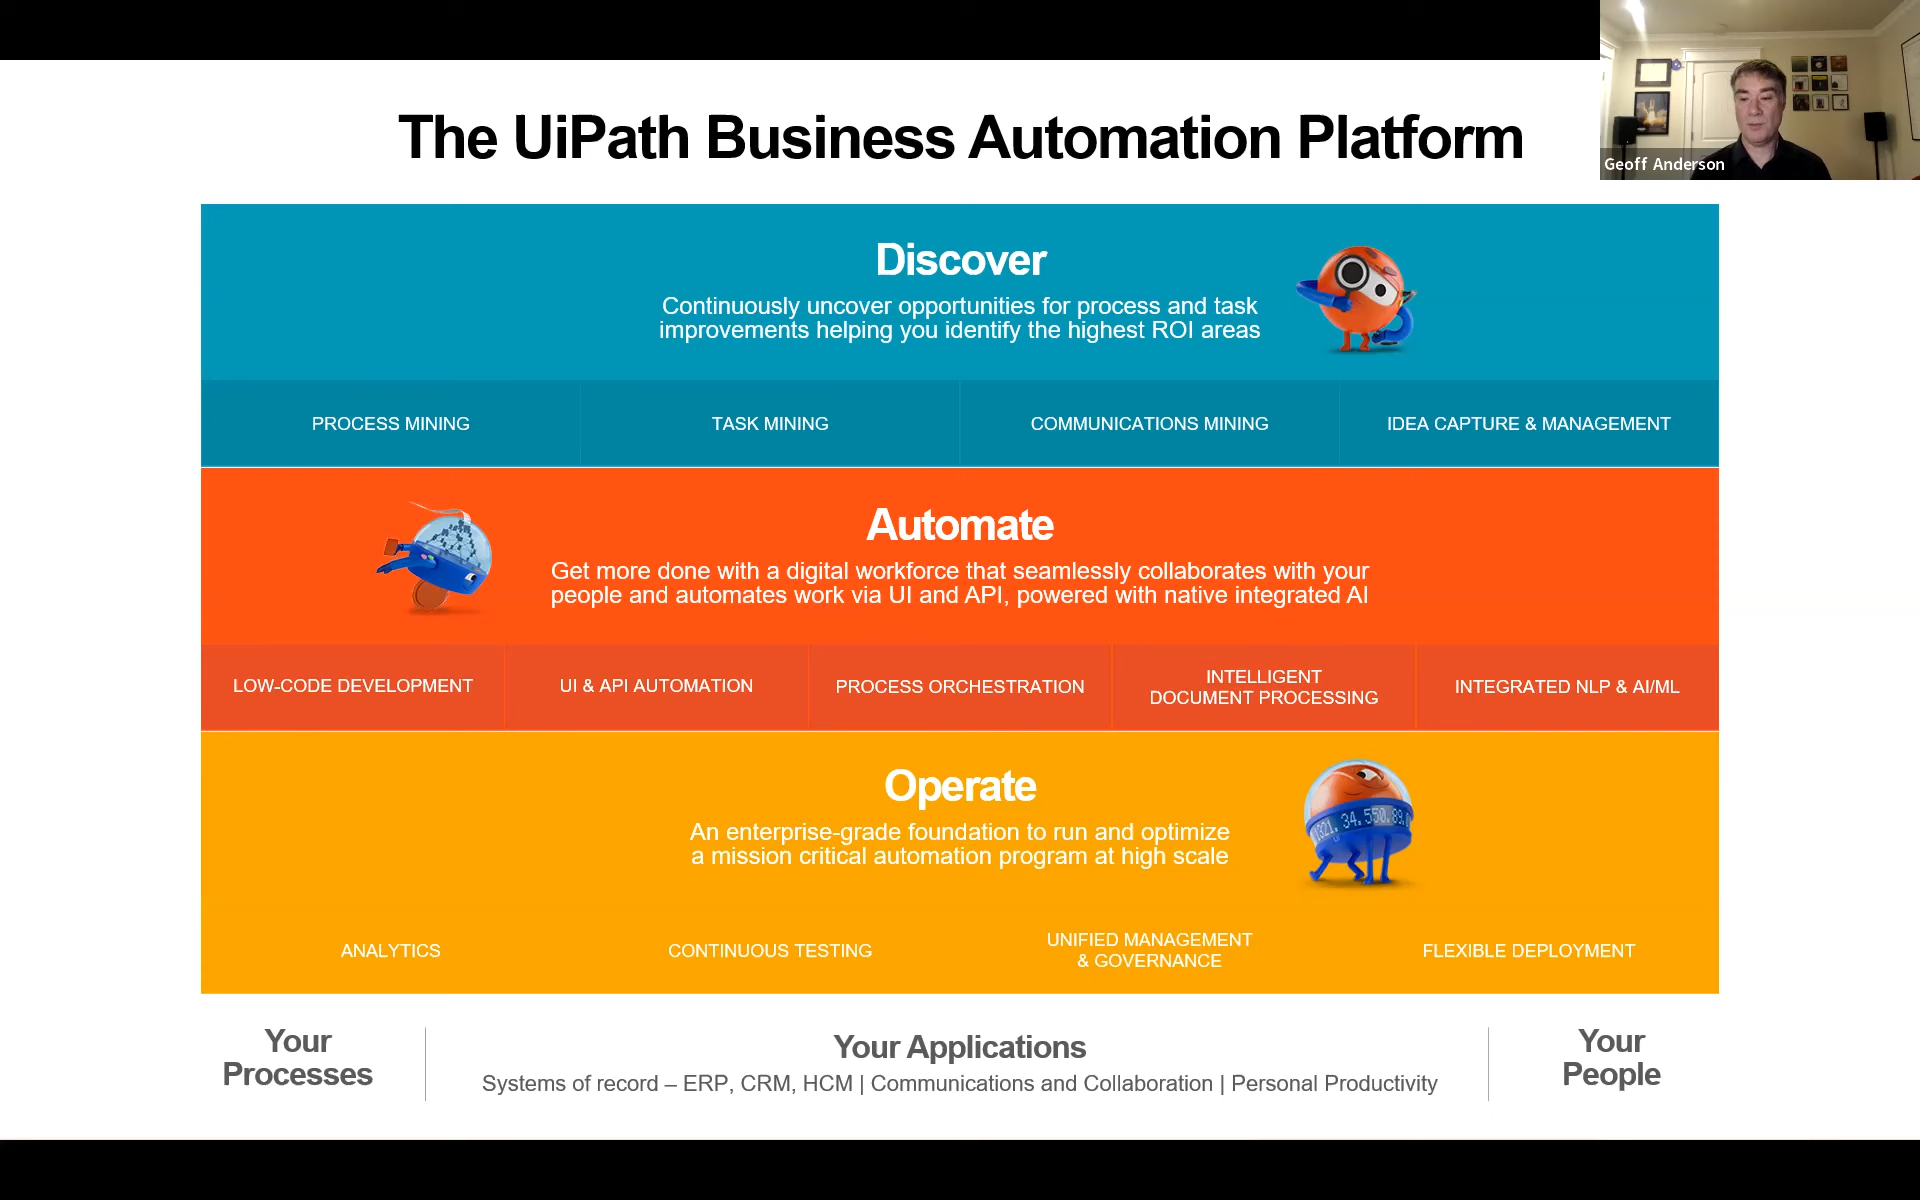 The UiPath Business Automation Platform
Geoff Anderson
Discover
Continuously uncover opportunities for process and task
improvements helping you identify the highest ROI areas
PROCESS MINING
TASK MINING
COMMUNICATIONS MINING
IDEA CAPTURE & MANAGEMENT
Automate
Get more done with a digital workforce that seamlessly collaborates with your
people and automates work via UI and API, powered with native integrated AI
LOW-CODE DEVELOPMENT
UI & API AUTOMATION
PROCESS ORCHESTRATION
INTELLIGENT
DOCUMENT PROCESSING
INTEGRATED NLP & AI/ML
Operate
An enterprise-grade foundation to run and optimize
a mission critical automation program at high scale
ANALYTICS
CONTINUOUS TESTING
UNIFIED MANAGEMENT
& GOVERNANCE
FLEXIBLE DEPLOYMENT
Your
Processes
Your Applications
Systems of record – ERP, CRM, HCM | Communications and Collaboration | Personal Productivity
Your
People